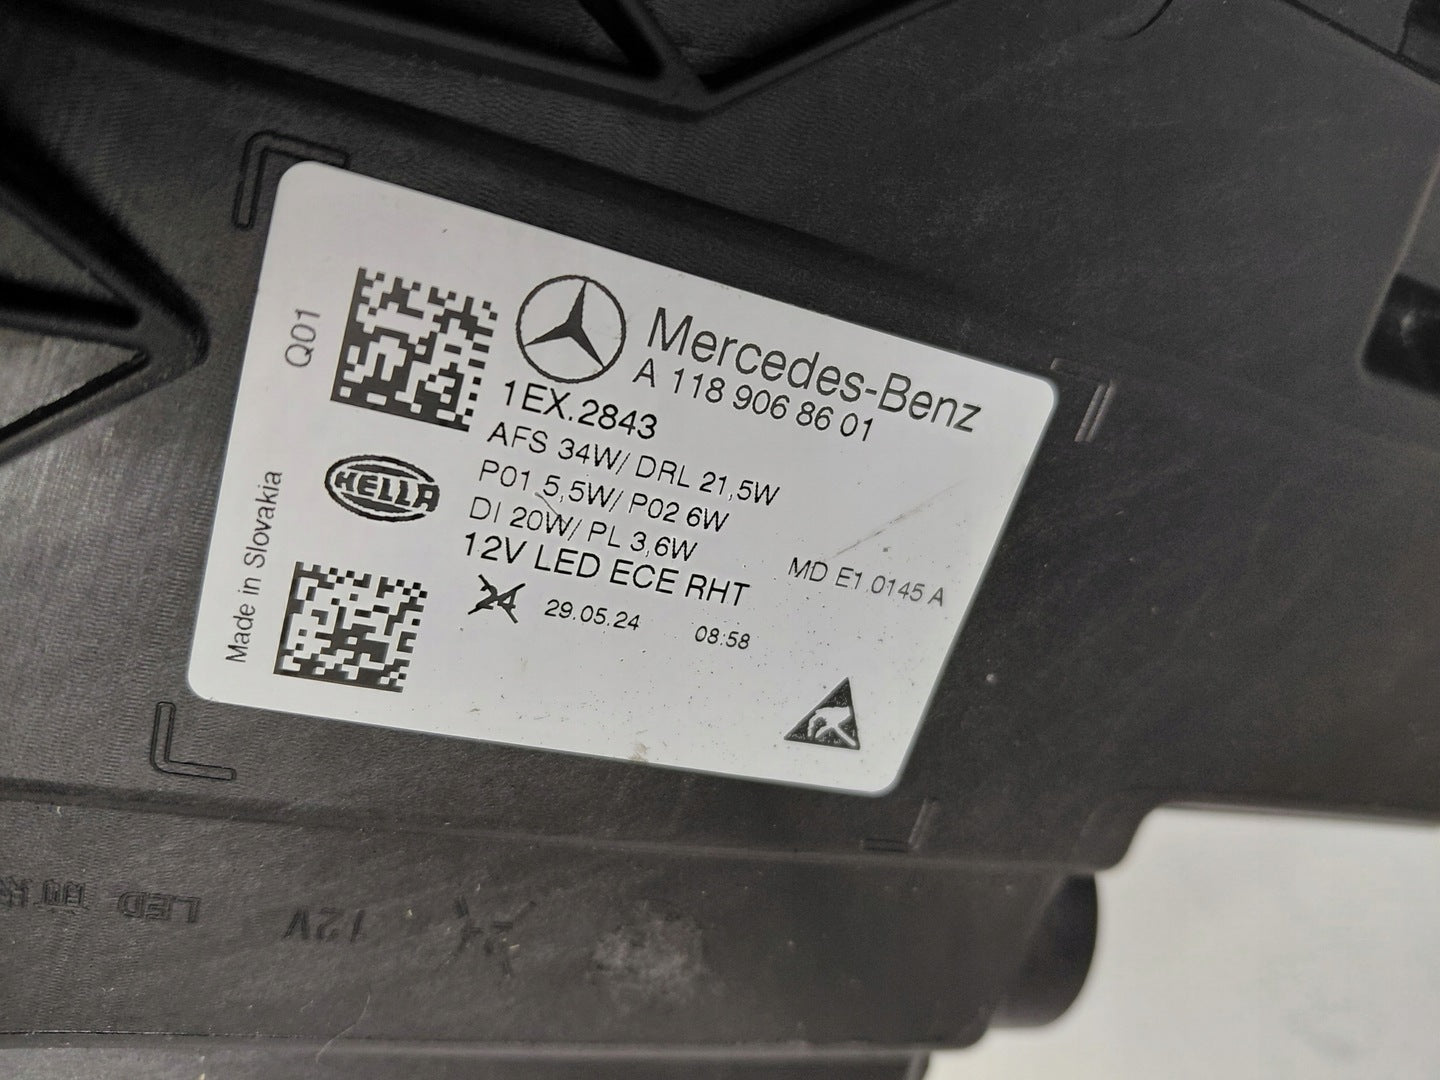 Q01
Mercedes-Benz
A 118 906 86 01
1EX.2843
AFS 34W/ DRL 21,5W
P01 5,5W/ P02 6W
DI 20W/ PL 3,6W
12V LED ECE RHT
MD E1 0145 A
24 29.05.24 08:58
HELLA
Made in Slovakia
24 12V LED